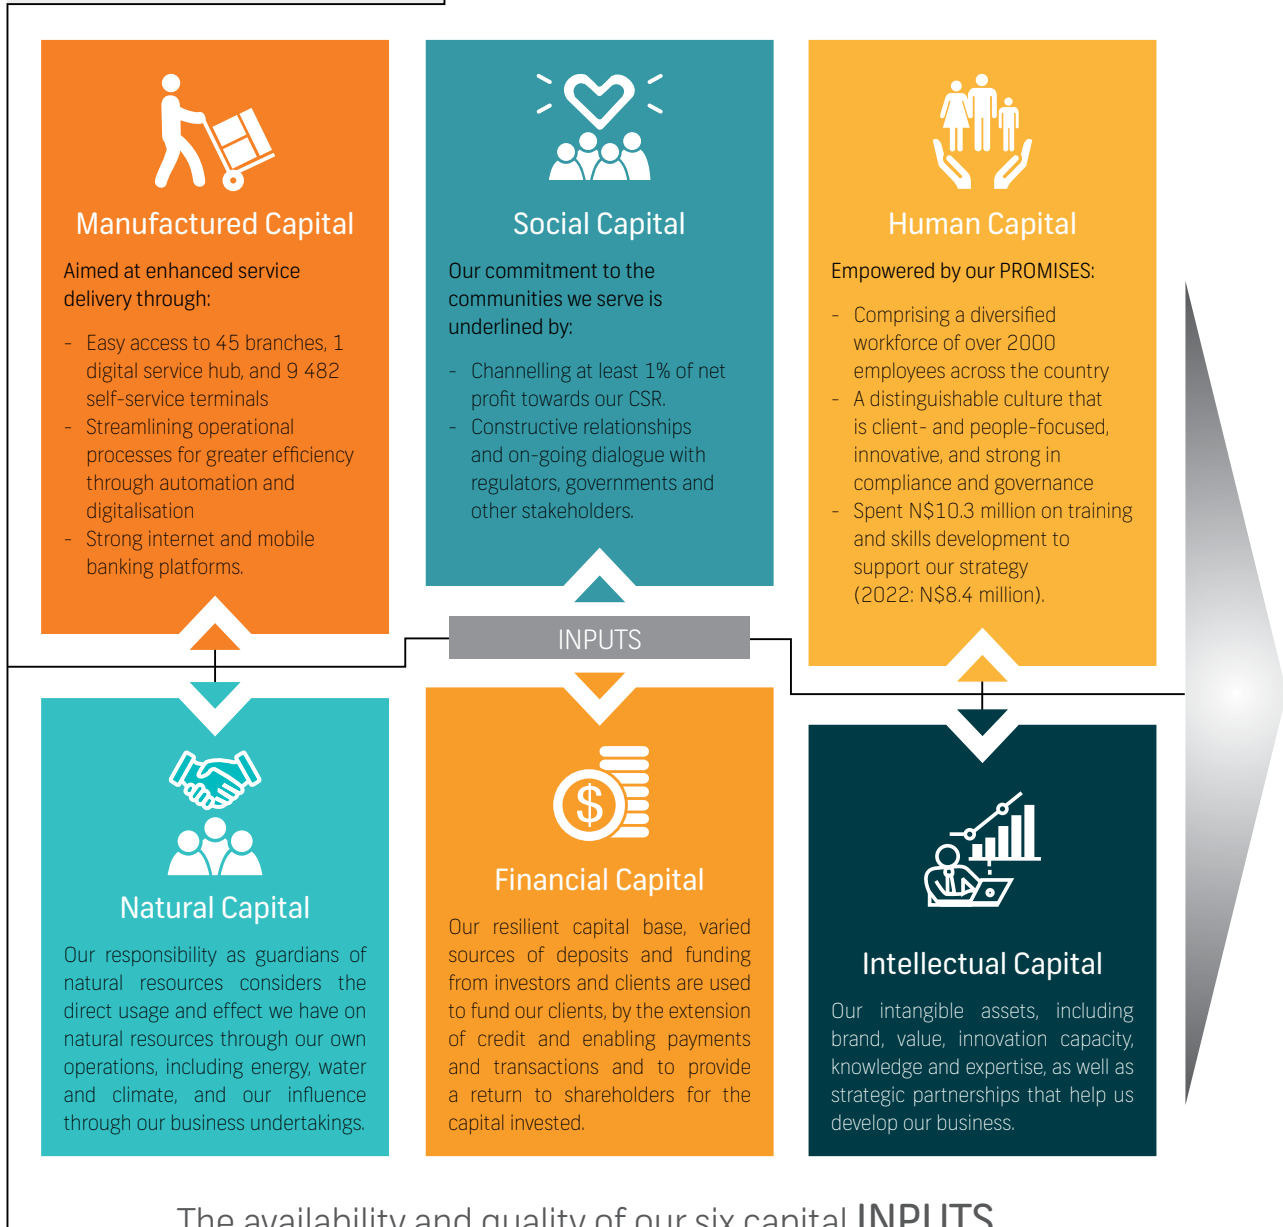 Manufactured Capital
Aimed at enhanced service
delivery through:
- Easy access to 45 branches, 1
digital service hub, and 9 482
self-service terminals
- Streamlining operational
processes for greater efficiency
through automation and
digitalisation
- Strong internet and mobile
banking platforms.
Social Capital
Our commitment to the
communities we serve is
underlined by:
- Channelling at least 1% of net
profit towards our CSR.
- Constructive relationships
and on-going dialogue with
regulators, governments and
other stakeholders.
Human Capital
Empowered by our PROMISES:
- Comprising a diversified
workforce of over 2000
employees across the country
- A distinguishable culture that
is client- and people-focused,
innovative, and strong in
compliance and governance
- Spent N$10.3 million on training
and skills development to
support our strategy
(2022: N$8.4 million).
INPUTS
Natural Capital
Our responsibility as guardians of
natural resources considers the
direct usage and effect we have on
natural resources through our own
operations, including energy, water
and climate, and our influence
through our business undertakings.
$
Financial Capital
Our resilient capital base, varied
sources of deposits and funding
from investors and clients are used
to fund our clients, by the extension
of credit and enabling payments
and transactions and to provide
a return to shareholders for the
capital invested.
Intellectual Capital
Our intangible assets, including
brand, value, innovation capacity,
knowledge and expertise, as well as
strategic partnerships that help us
develop our business.
The availability and quality of our six capital INPUTS